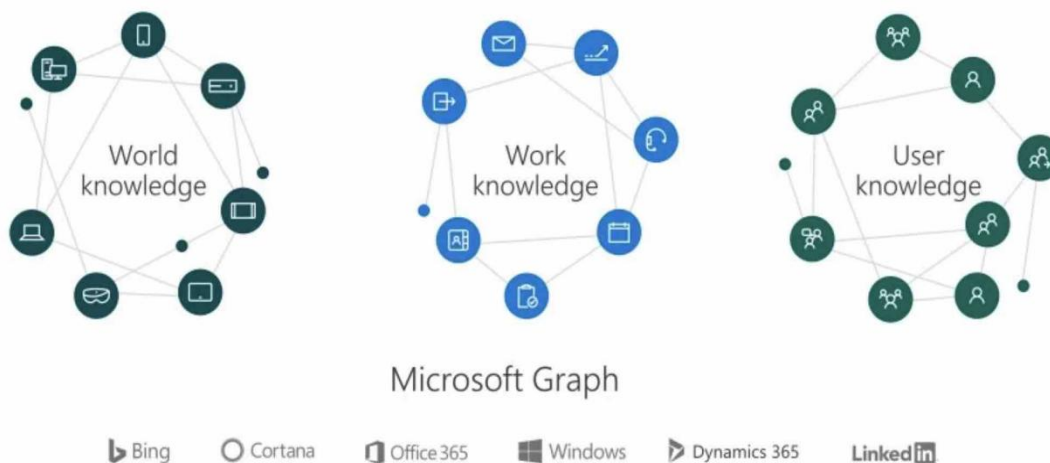 World
knowledge
Work
knowledge
User
knowledge
Microsoft Graph
Bing
Cortana
Office 365
Windows
Dynamics 365
Linked in